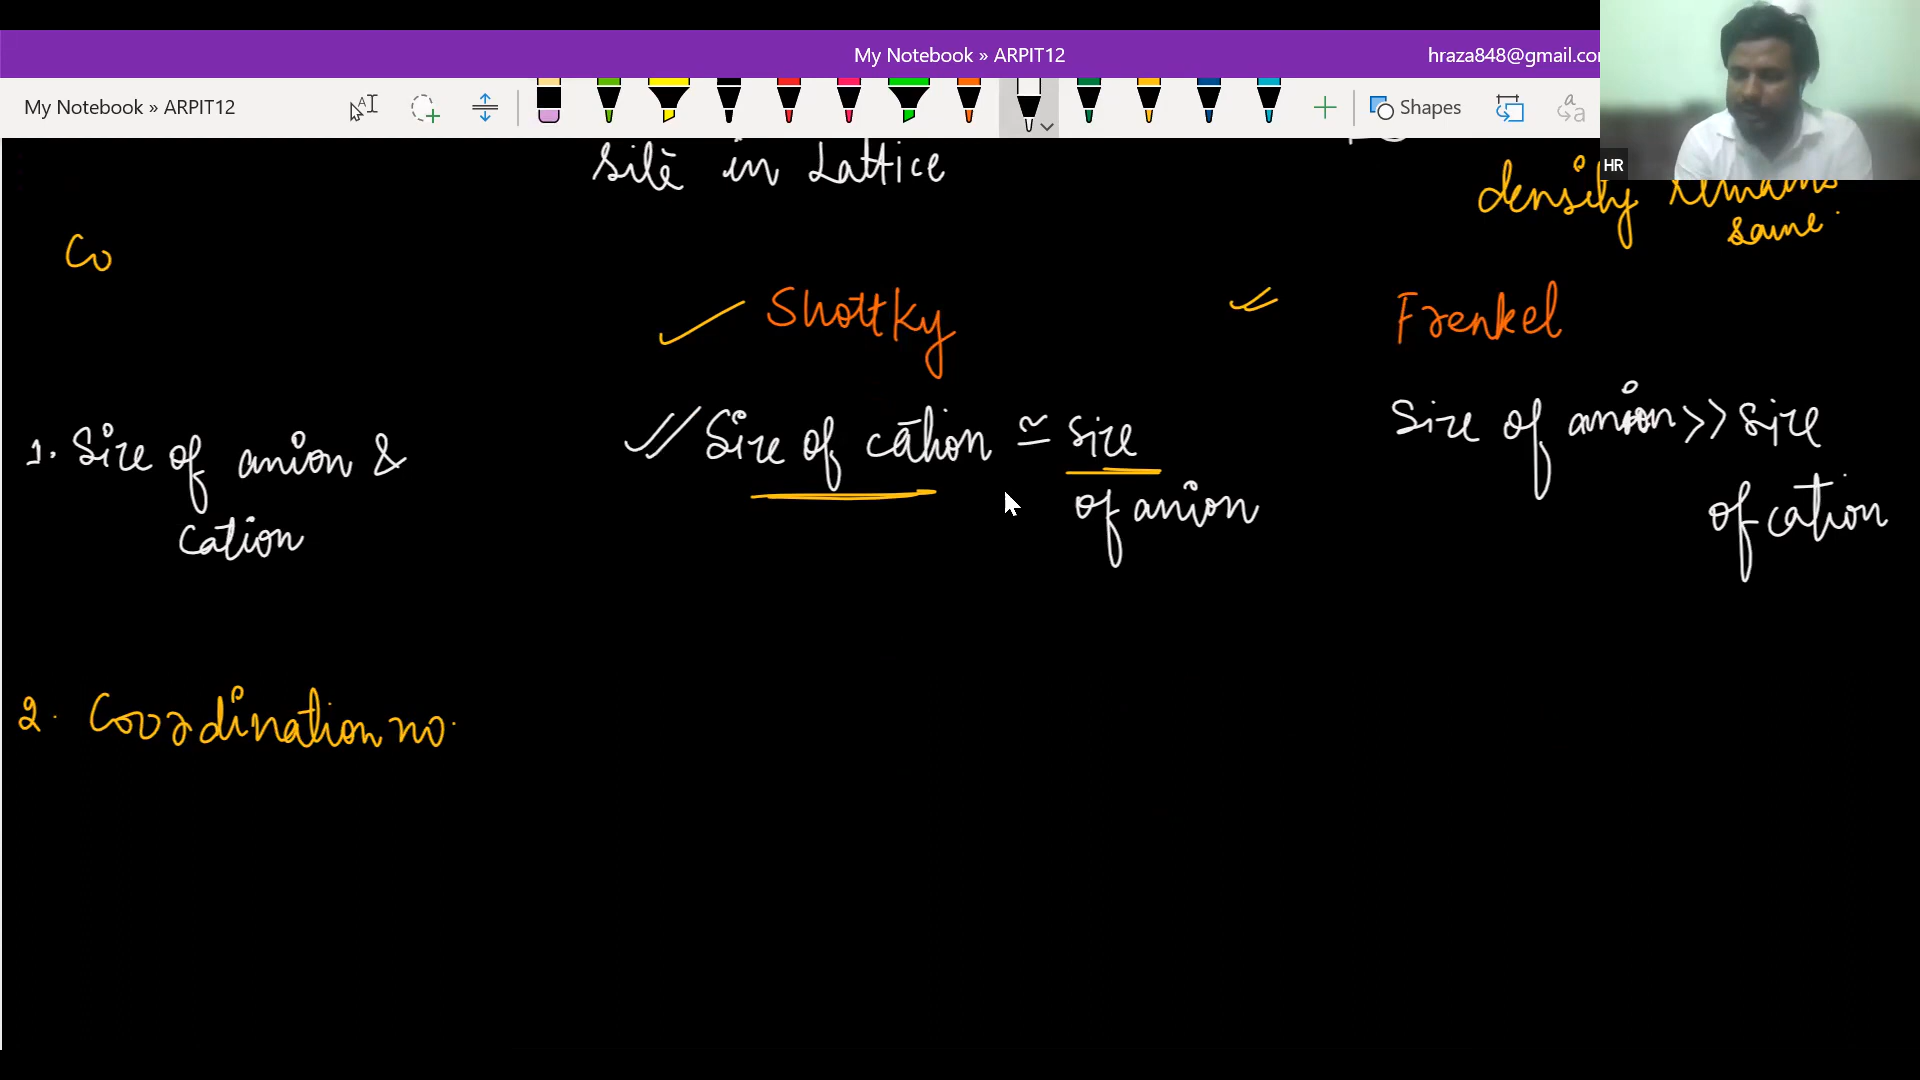 My Notebook » ARPIT12
hraza848@gmail.co
My Notebook » ARPIT12
Shapes
HR
site in Lattice
density remains
same
Co
Shottky
Frenkel
1. Size of anion &
cation
Size of cation ≃ size
of anion
Size of anion >> size
of cation
2. Coordination no.